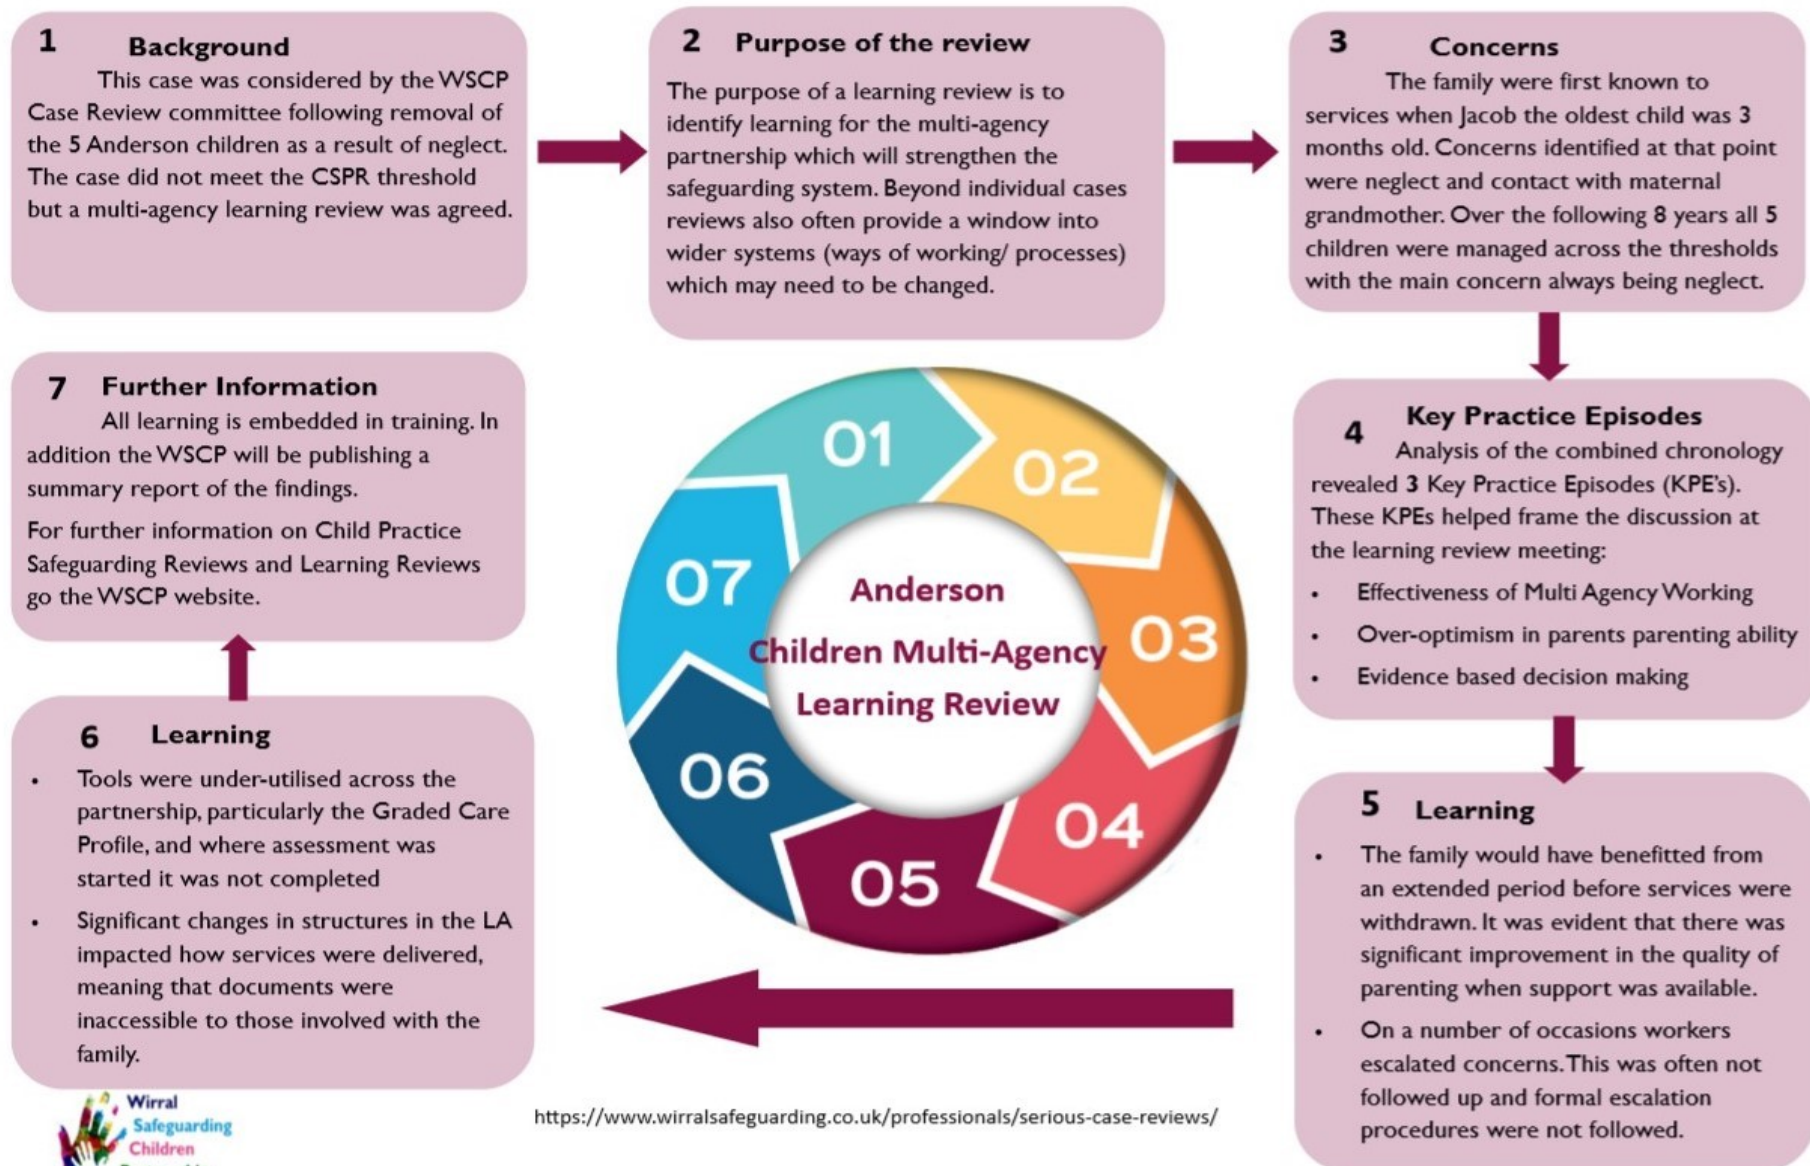 1 Background
This case was considered by the WSCP
Case Review committee following removal of
the 5 Anderson children as a result of neglect.
The case did not meet the CSPR threshold
but a multi-agency learning review was agreed.
2 Purpose of the review
The purpose of a learning review is to
identify learning for the multi-agency
partnership which will strengthen the
safeguarding system. Beyond individual cases
reviews also often provide a window into
wider systems (ways of working/ processes)
which may need to be changed.
3 Concerns
The family were first known to
services when Jacob the oldest child was 3
months old. Concerns identified at that point
were neglect and contact with maternal
grandmother. Over the following 8 years all 5
children were managed across the thresholds
with the main concern always being neglect.
4 Key Practice Episodes
Analysis of the combined chronology
revealed 3 Key Practice Episodes (KPE's).
These KPEs helped frame the discussion at
the learning review meeting:
• Effectiveness of Multi Agency Working
• Over-optimism in parents parenting ability
• Evidence based decision making
5 Learning
• The family would have benefitted from
an extended period before services were
withdrawn. It was evident that there was
significant improvement in the quality of
parenting when support was available.
• On a number of occasions workers
escalated concerns. This was often not
followed up and formal escalation
procedures were not followed.
6 Learning
• Tools were under-utilised across the
partnership, particularly the Graded Care
Profile, and where assessment was
started it was not completed
• Significant changes in structures in the LA
impacted how services were delivered,
meaning that documents were
inaccessible to those involved with the
family.
7 Further Information
All learning is embedded in training. In
addition the WSCP will be publishing a
summary report of the findings.
For further information on Child Practice
Safeguarding Reviews and Learning Reviews
go the WSCP website.
01
02
03
04
05
06
07
Anderson
Children Multi-Agency
Learning Review
Wirral
Safeguarding
Children
https://www.wirralsafeguarding.co.uk/professionals/serious-case-reviews/